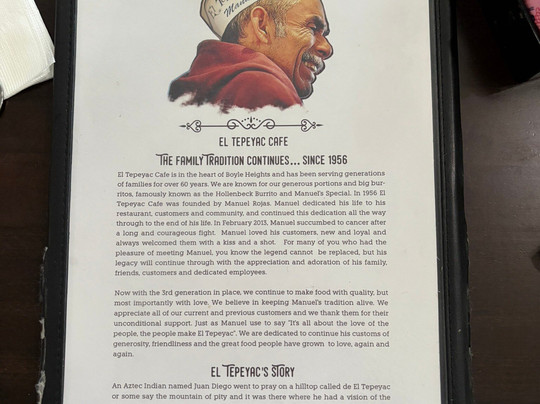 Manu
EL TEPEYAC CAFE
THE FAMILY TRADITION CONTINUES... SINCE 1956
El Tepeyac Cafe is in the heart of Boyle Heights and has been serving generations
of families for over 60 years. We are known for our generous portions and big bur-
ritos, famously known as the Hollenbeck Burrito and Manuel's Special. In 1956 El
Tepeyac Cafe was founded by Manuel Rojas. Manuel dedicated his life to his
restaurant, customers and community, and continued this dedication all the way
through to the end of his life. In February 2013, Manuel succumbed to cancer after
a long and courageous fight. Manuel loved his customers, new and loyal and
always welcomed them with a kiss and a shot. For many of you who had the
pleasure of meeting Manuel, you know the legend cannot be replaced, but his
legacy will continue through with the appreciation and adoration of his family,
friends, customers and dedicated employees.
Now with the 3rd generation in place, we continue to make food with quality, but
most importantly with love. We believe in keeping Manuel's tradition alive. We
appreciate all of our current and previous customers and we thank them for their
unconditional support. Just as Manuel use to say "It's all about the love of the
people, the people make El Tepeyac". We are dedicated to continue his customs of
generosity, friendliness and the great food people have grown to love, again and
again.
EL TEPEYAC'S STORY
An Aztec Indian named Juan Diego went to pray on a hilltop called de El Tepeyac
or some say the mountain of pity and it was there where he had a vision of the